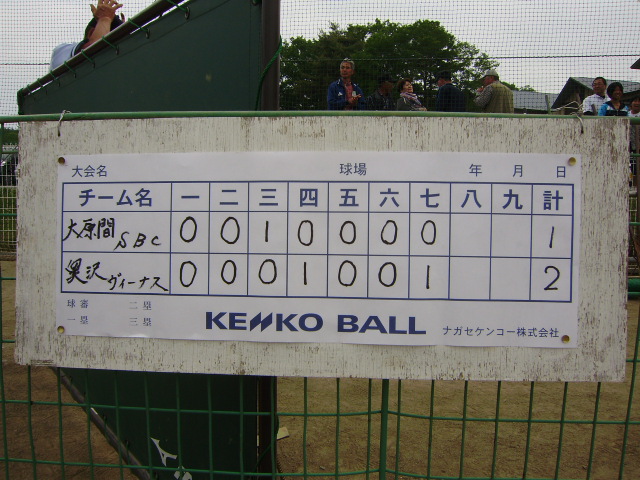 大会名 球場 年 月 日
チーム名 一 二 三 四 五 六 七 八 九 計
大原間SBC 0 0 1 0 0 0 0 1
奥沢ヴィーナス 0 0 0 1 0 0 1 2
球審 二塁
一塁 三塁
KENKO BALL ナガセケンコー株式会社